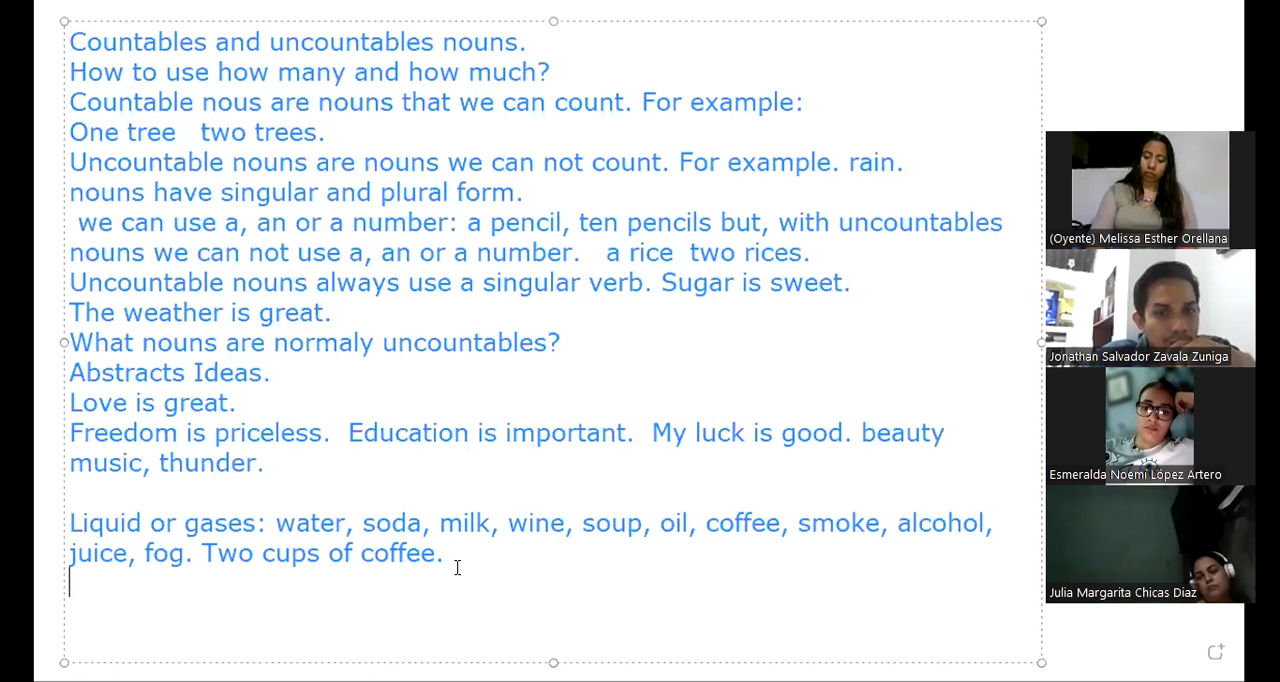 Countables and uncountables nouns.
How to use how many and how much?
Countable nous are nouns that we can count. For example:
One tree   two trees.
Uncountable nouns are nouns we can not count. For example. rain.
nouns have singular and plural form.
we can use a, an or a number: a pencil, ten pencils but, with uncountables
nouns we can not use a, an or a number.   a rice  two rices.
Uncountable nouns always use a singular verb. Sugar is sweet.
The weather is great.
What nouns are normaly uncountables?
Abstracts Ideas.
Love is great.
Freedom is priceless.  Education is important.  My luck is good. beauty
music, thunder.
Liquid or gases: water, soda, milk, wine, soup, oil, coffee, smoke, alcohol,
juice, fog. Two cups of coffee.
(Oyente) Melissa Esther Orellana
Jonathan Salvador Zavala Zuniga
Esmeralda Noemí López Artero
Julia Margarita Chicas Diaz